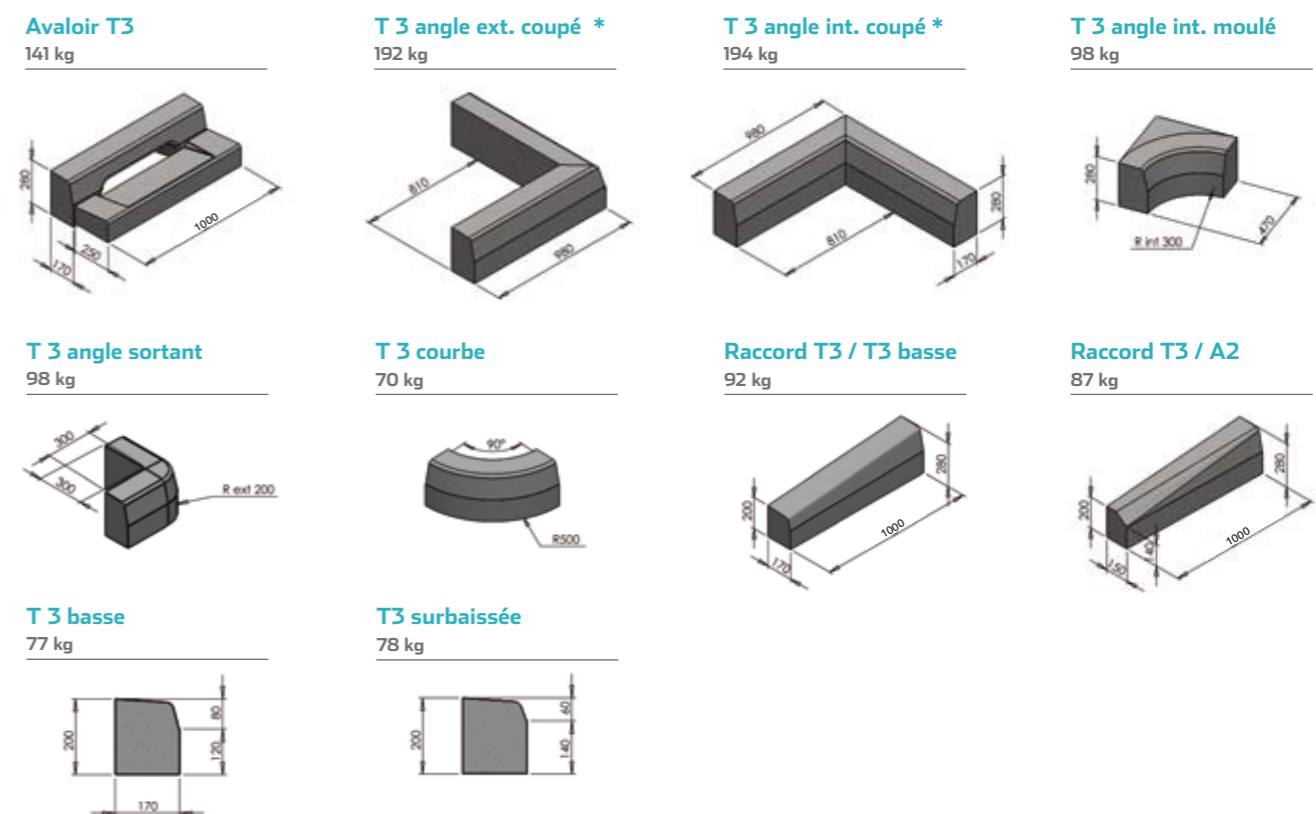 Avaloir T3
141 kg
280
170
250
1000
T 3 angle ext. coupé *
192 kg
810
980
T 3 angle int. coupé *
194 kg
980
810
280
170
T 3 angle int. moulé
98 kg
280
R int 300
470
T 3 angle sortant
98 kg
300
300
R ext 200
T 3 courbe
70 kg
90°
R500
Raccord T3 / T3 basse
92 kg
200
170
1000
280
Raccord T3 / A2
87 kg
200
150
140
1000
280
T 3 basse
77 kg
200
80
120
170
T3 surbaissée
78 kg
200
60
140